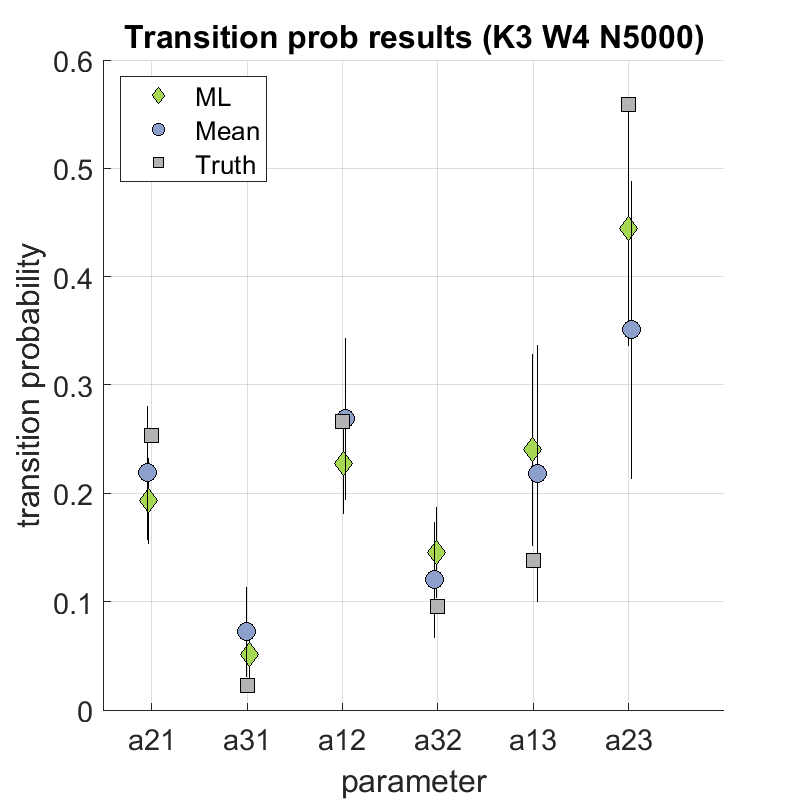 Transition prob results (K3 W4 N5000)
ML
Mean
Truth
transition probability
0.6
0.5
0.4
0.3
0.2
0.1
0
a21 a31 a12 a32 a13 a23
parameter